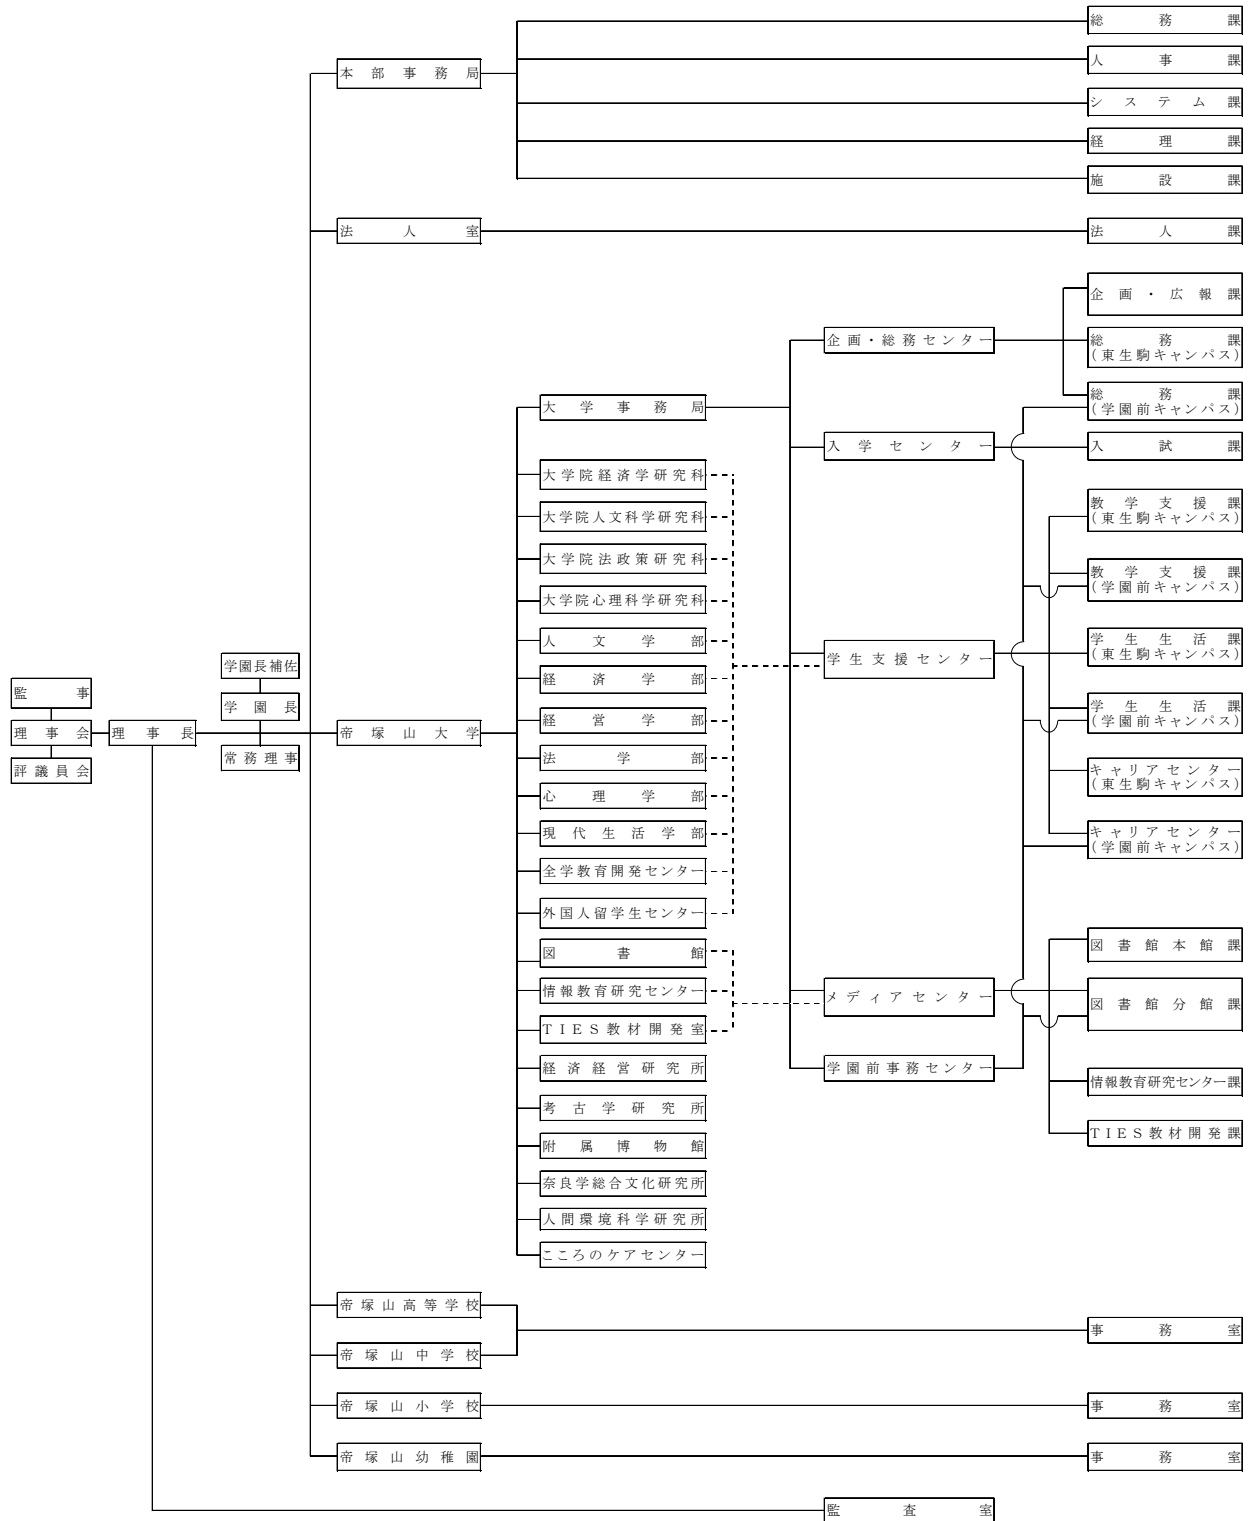 総務課
人事課
本部事務局
システム課
経理課
施設課
法人室
法人課
企画・広報課
企画・総務センター
総務課
(東生駒キャンパス)
総務課
(学園前キャンパス)
大学事務局
入学センター
入試課
大学院経済学研究科
教学支援課
(東生駒キャンパス)
大学院人文科学研究科
大学院法政策研究科
教学支援課
(学園前キャンパス)
大学院心理科学研究科
人文学部
学生支援センター
学生生活課
(東生駒キャンパス)
学園長補佐
経済学部
監事
学園長
経営学部
学生生活課
(学園前キャンパス)
理事会
理事長
帝塚山大学
常務理事
法学部
評議員会
キャリアセンター
(東生駒キャンパス)
心理学部
現代生活学部
キャリアセンター
(学園前キャンパス)
全学教育開発センター
外国人留学生センター
図書館
図書館本館課
情報教育研究センター
メディアセンター
図書館分館課
TIES教材開発室
経済経営研究所
学園前事務センター
情報教育研究センター課
考古学研究所
TIES教材開発課
附属博物館
奈良学総合文化研究所
人間環境科学研究所
こころのケアセンター
帝塚山高等学校
事務室
帝塚山中学校
帝塚山小学校
事務室
帝塚山幼稚園
事務室
監査室